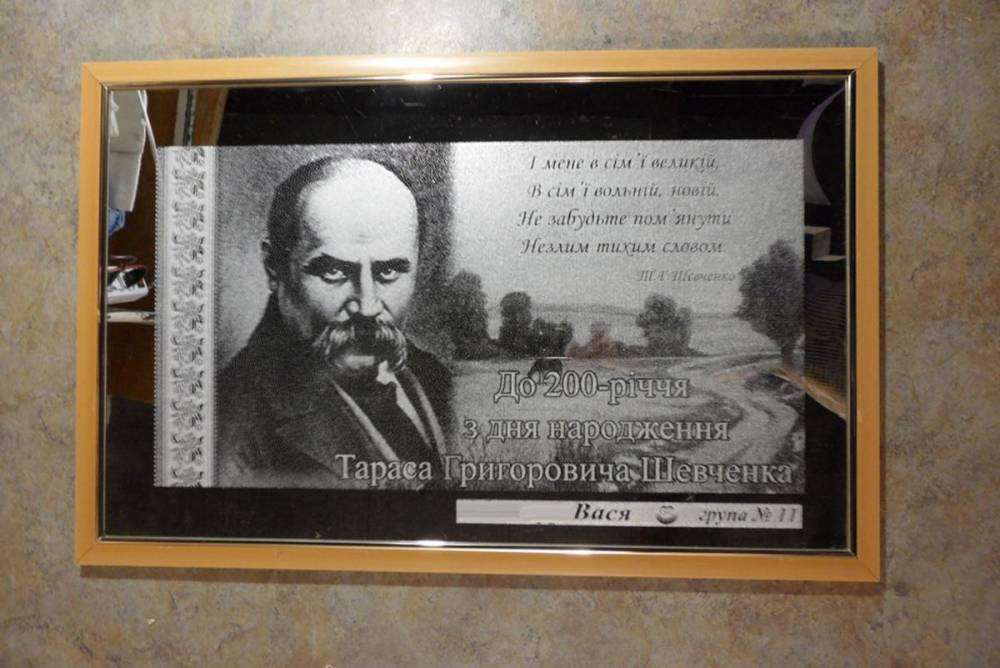 І мене в сім'ї великій,
В сім'ї вольній, новій,
Не забудьте пом'янути
Незлим тихим словом
Т.Г. Шевченко
До 200-річчя
з дня народження
Тараса Григоровича Шевченка
Вася група № 11